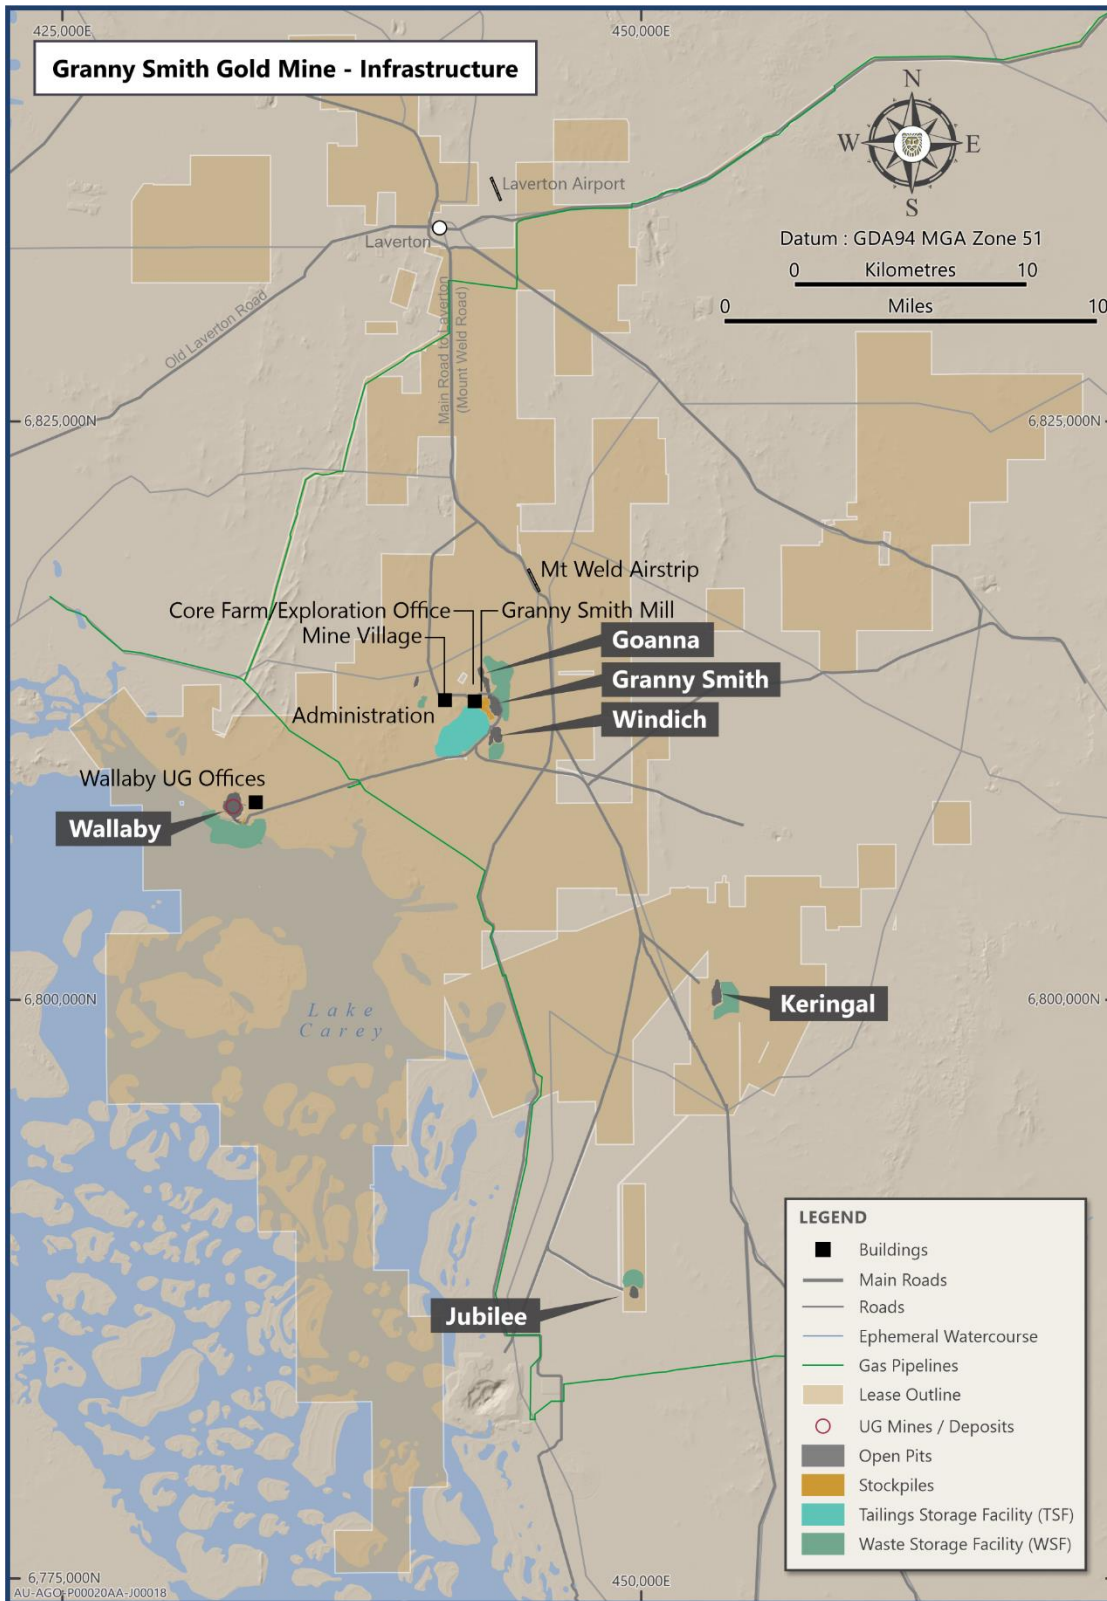 425,000E
450,000E
Granny Smith Gold Mine - Infrastructure
N
W
E
S
Laverton Airport
Laverton
Datum : GDA94 MGA Zone 51
0 Kilometres 10
0 Miles 10
Old Laverton Road
Main Road to Laverton
(Mount Weld Road)
6,825,000N
6,825,000N
Mt Weld Airstrip
Core Farm/Exploration Office
Granny Smith Mill
Mine Village
Goanna
Granny Smith
Administration
Windich
Wallaby UG Offices
Wallaby
Lake
Carey
6,800,000N
6,800,000N
Keringal
Jubilee
LEGEND
Buildings
Main Roads
Roads
Ephemeral Watercourse
Gas Pipelines
Lease Outline
UG Mines / Deposits
Open Pits
Stockpiles
Tailings Storage Facility (TSF)
Waste Storage Facility (WSF)
6,775,000N
450,000E
AU-AGO-P00020AA-J00018